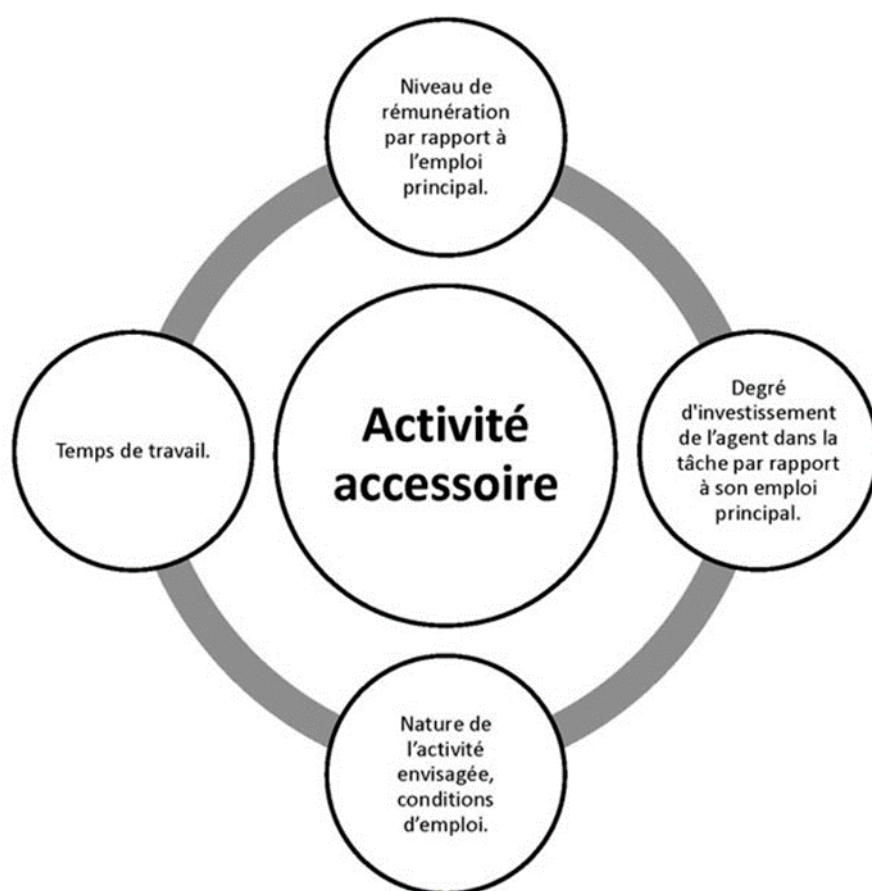 Niveau de
rémunération
par rapport à
l’emploi
principal.
Temps de travail.
Activité
accessoire
Degré
d'investissement
de l’agent dans la
tâche par rapport
à son emploi
principal.
Nature de
l’activité
envisagée,
conditions
d’emploi.